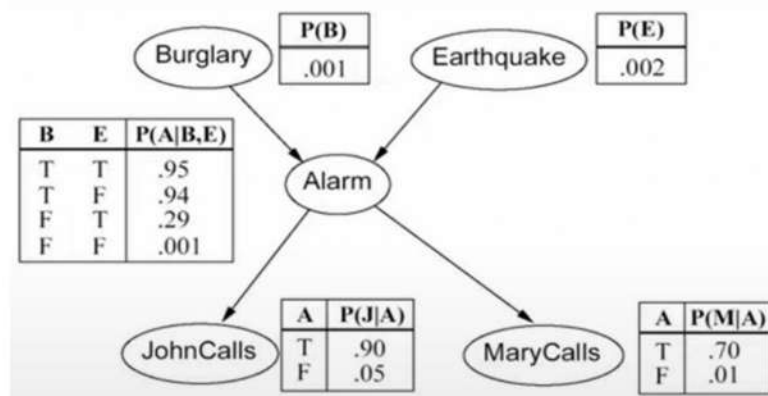 Burglary
P(B)
.001
Earthquake
P(E)
.002
B E P(A|B,E)
T T .95
T F .94
F T .29
F F .001
Alarm
JohnCalls
A P(J|A)
T .90
F .05
MaryCalls
A P(M|A)
T .70
F .01